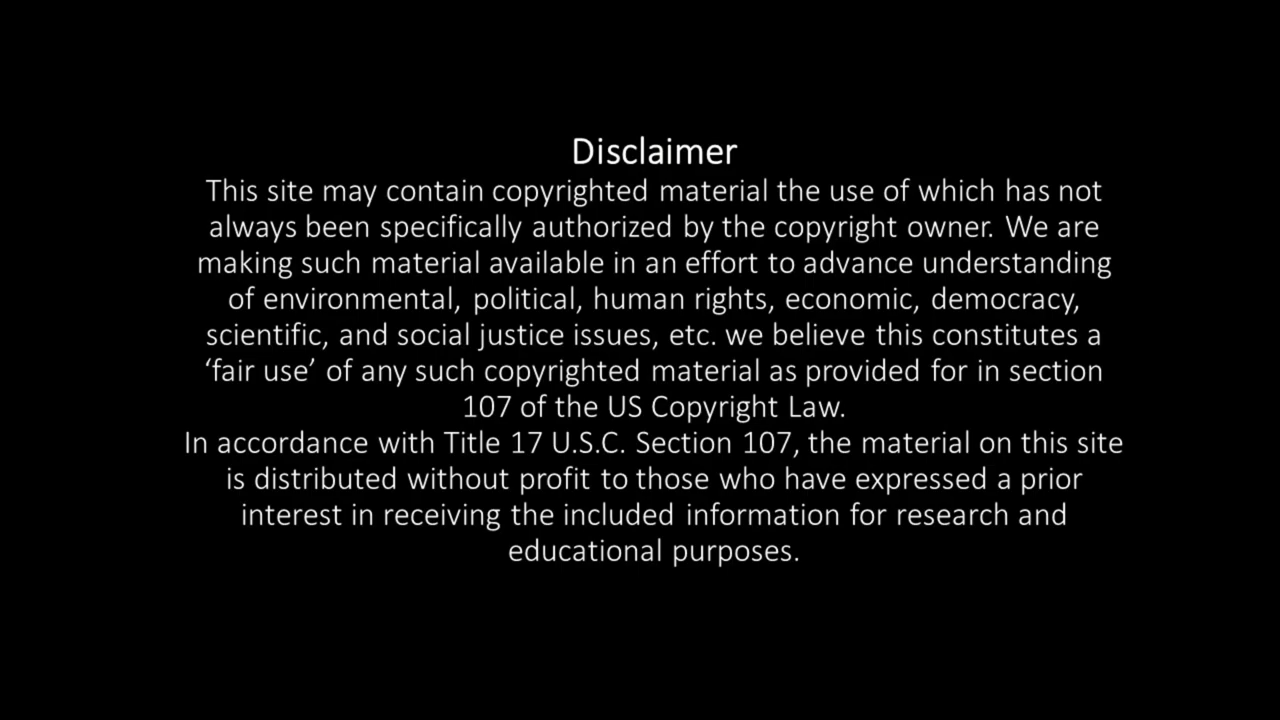 Disclaimer
This site may contain copyrighted material the use of which has not
always been specifically authorized by the copyright owner. We are
making such material available in an effort to advance understanding
of environmental, political, human rights, economic, democracy,
scientific, and social justice issues, etc. we believe this constitutes a
‘fair use’ of any such copyrighted material as provided for in section
107 of the US Copyright Law.
In accordance with Title 17 U.S.C. Section 107, the material on this site
is distributed without profit to those who have expressed a prior
interest in receiving the included information for research and
educational purposes.